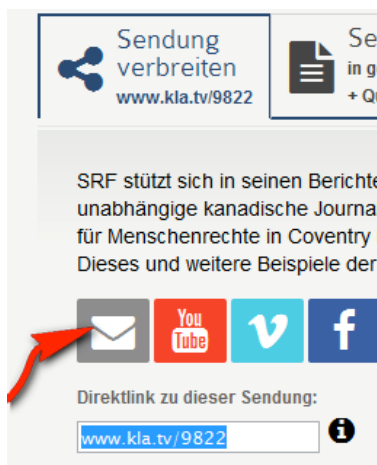 Sendung
verbreiten
www.kla.tv/9822
Se
in g
+ Qu
SRF stützt sich in seinen Berichte
unabhängige kanadische Journa
für Menschenrechte in Coventry
Dieses und weitere Beispiele der
You
Tube
Direktlink zu dieser Sendung:
www.kla.tv/9822